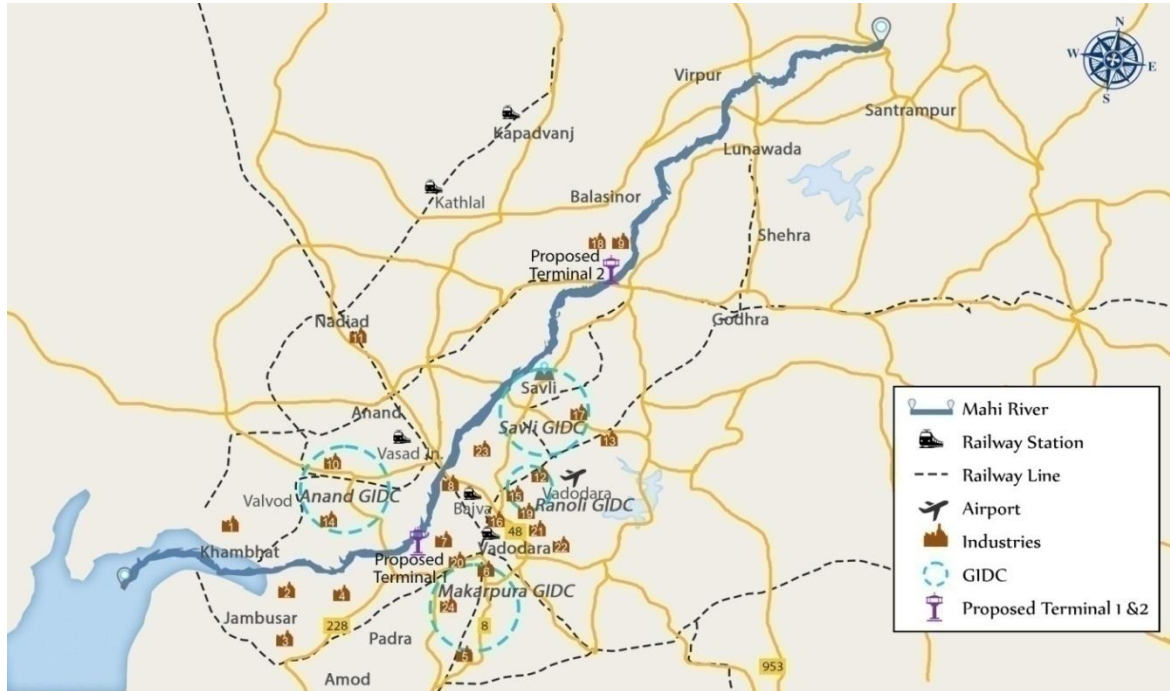 N
W
E
S
Virpur
Santrampur
Kapadvanj
Lunawada
Kathlal
Balasinor
Shehra
18
9
Proposed
Terminal 2
Nadiad
11
Godhra
Savli
Anand
17
Savli GIDC
Vasad Jn.
13
23
10
Valvod
Anand GIDC
8
12
Vadodara
15
Bajva
Ranoli GIDC
1
14
16
19
48
21
Khambhat
Proposed
Terminal 1
7
Vadodara
22
20
6
2
4
Makarpura GIDC
24
Jambusar
228
8
3
Padra
5
Amod
953
LEGEND
Mahi River
Railway Station
Railway Line
Airport
Industries
GIDC
Proposed Terminal 1 &2